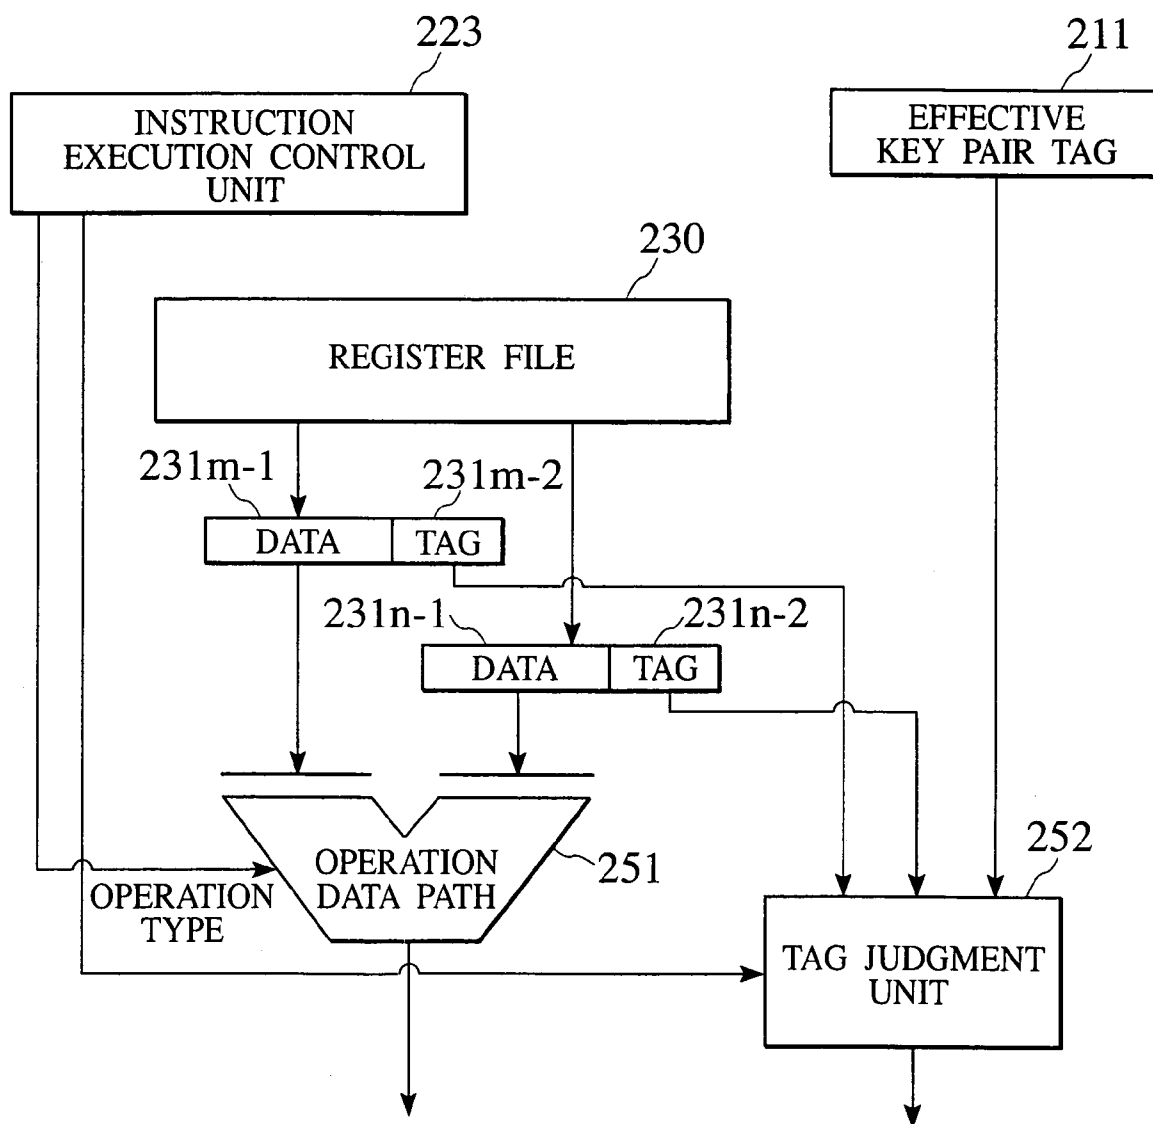 223
211
INSTRUCTION
EXECUTION CONTROL
UNIT
EFFECTIVE
KEY PAIR TAG
230
REGISTER FILE
231m-1
231m-2
DATA
TAG
231n-1
231n-2
DATA
TAG
OPERATION
DATA PATH
251
252
OPERATION
TYPE
TAG JUDGMENT
UNIT